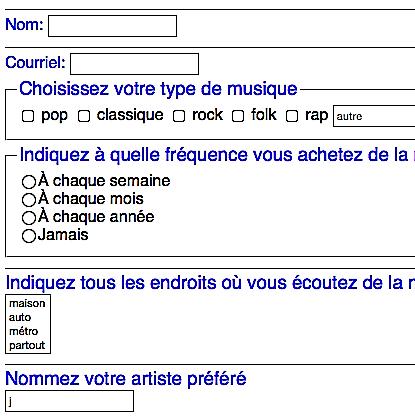 Nom:
Courriel:
Choisissez votre type de musique
pop classique rock folk rap autre
Indiquez à quelle fréquence vous achetez de la
À chaque semaine
À chaque mois
À chaque année
Jamais
Indiquez tous les endroits où vous écoutez de la
maison
auto
métro
partout
Nommez votre artiste préféré
j